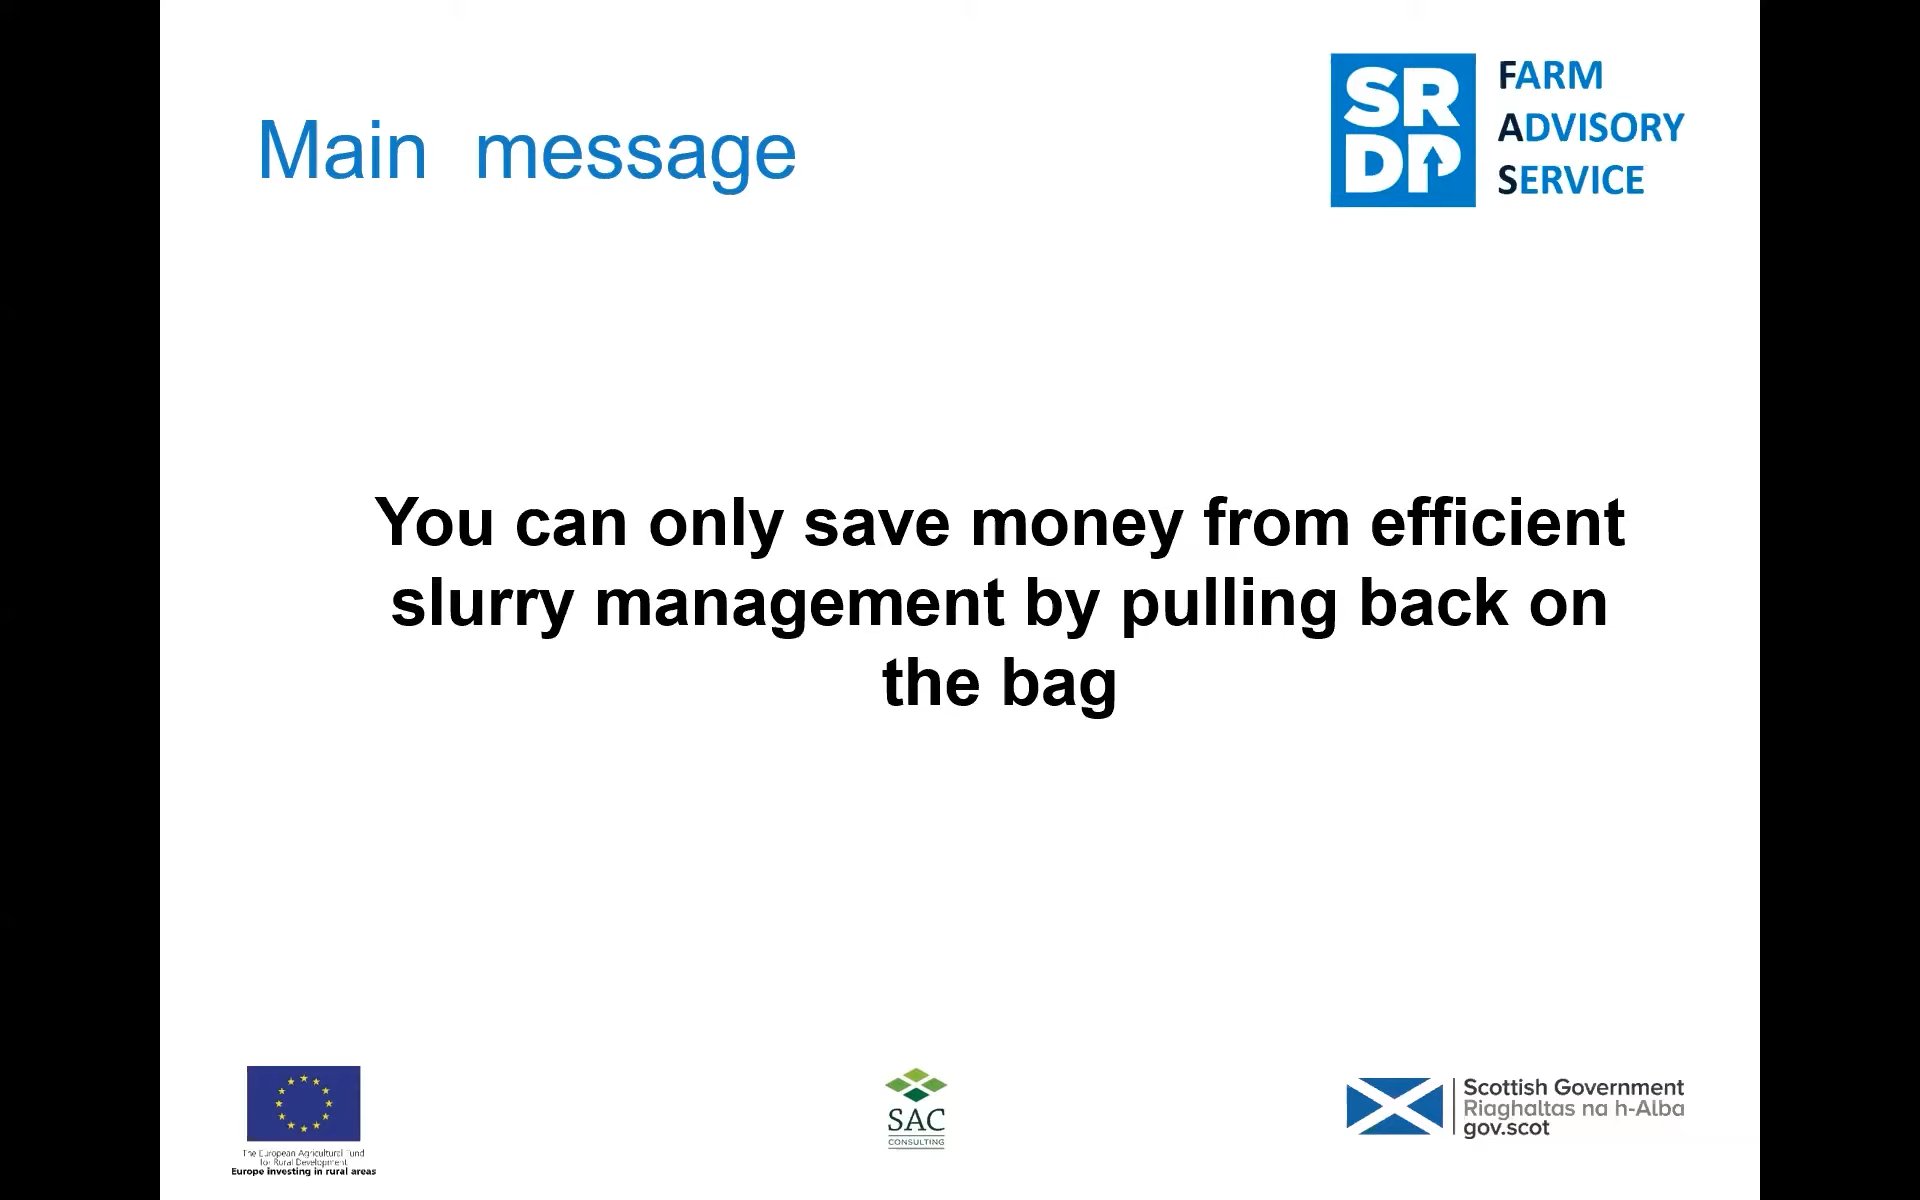 Main message
SR
DP
FARM
ADVISORY
SERVICE
You can only save money from efficient
slurry management by pulling back on
the bag
The European Agricultural Fund
for Rural Development
Europe investing in rural areas
SAC
CONSULTING
Scottish Government
Riaghaltas na h-Alba
gov.scot